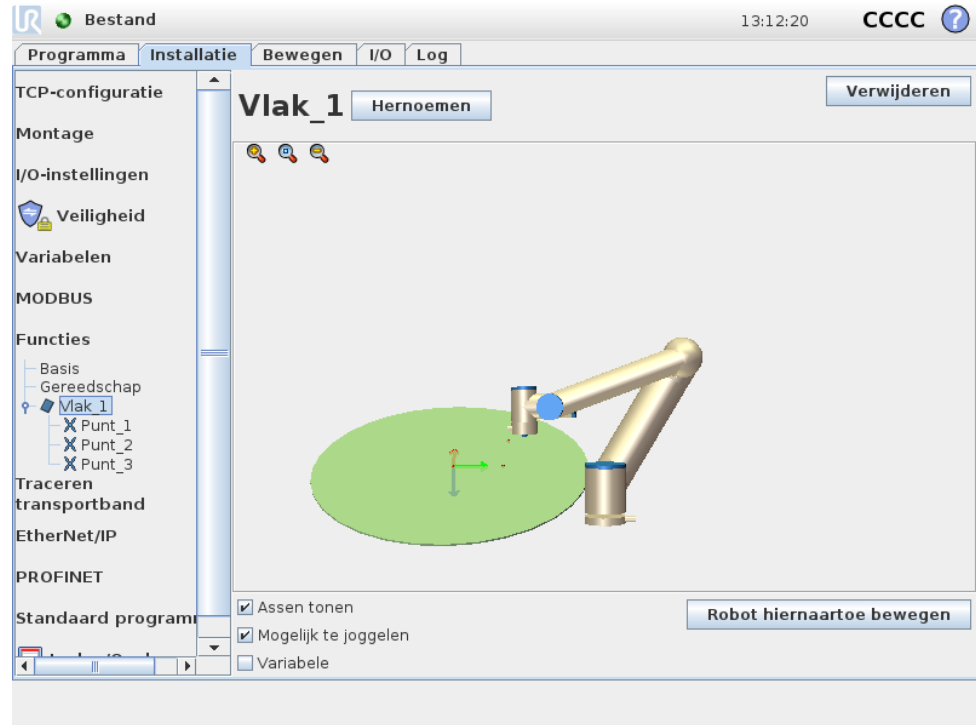 UR
Bestand
13:12:20
CCCC
?
Programma
Installatie
Bewegen
I/O
Log
TCP-configuratie
Montage
I/O-instellingen
Veiligheid
Variabelen
MODBUS
Functies
Basis
Gereedschap
Vlak_1
Punt_1
Punt_2
Punt_3
Traceren
transportband
EtherNet/IP
PROFINET
Standaard
Vlak_1
Hernoemen
Verwijderen
Assen tonen
Mogelijk te joggelen
Variabele
Robot hiernaartoe bewegen